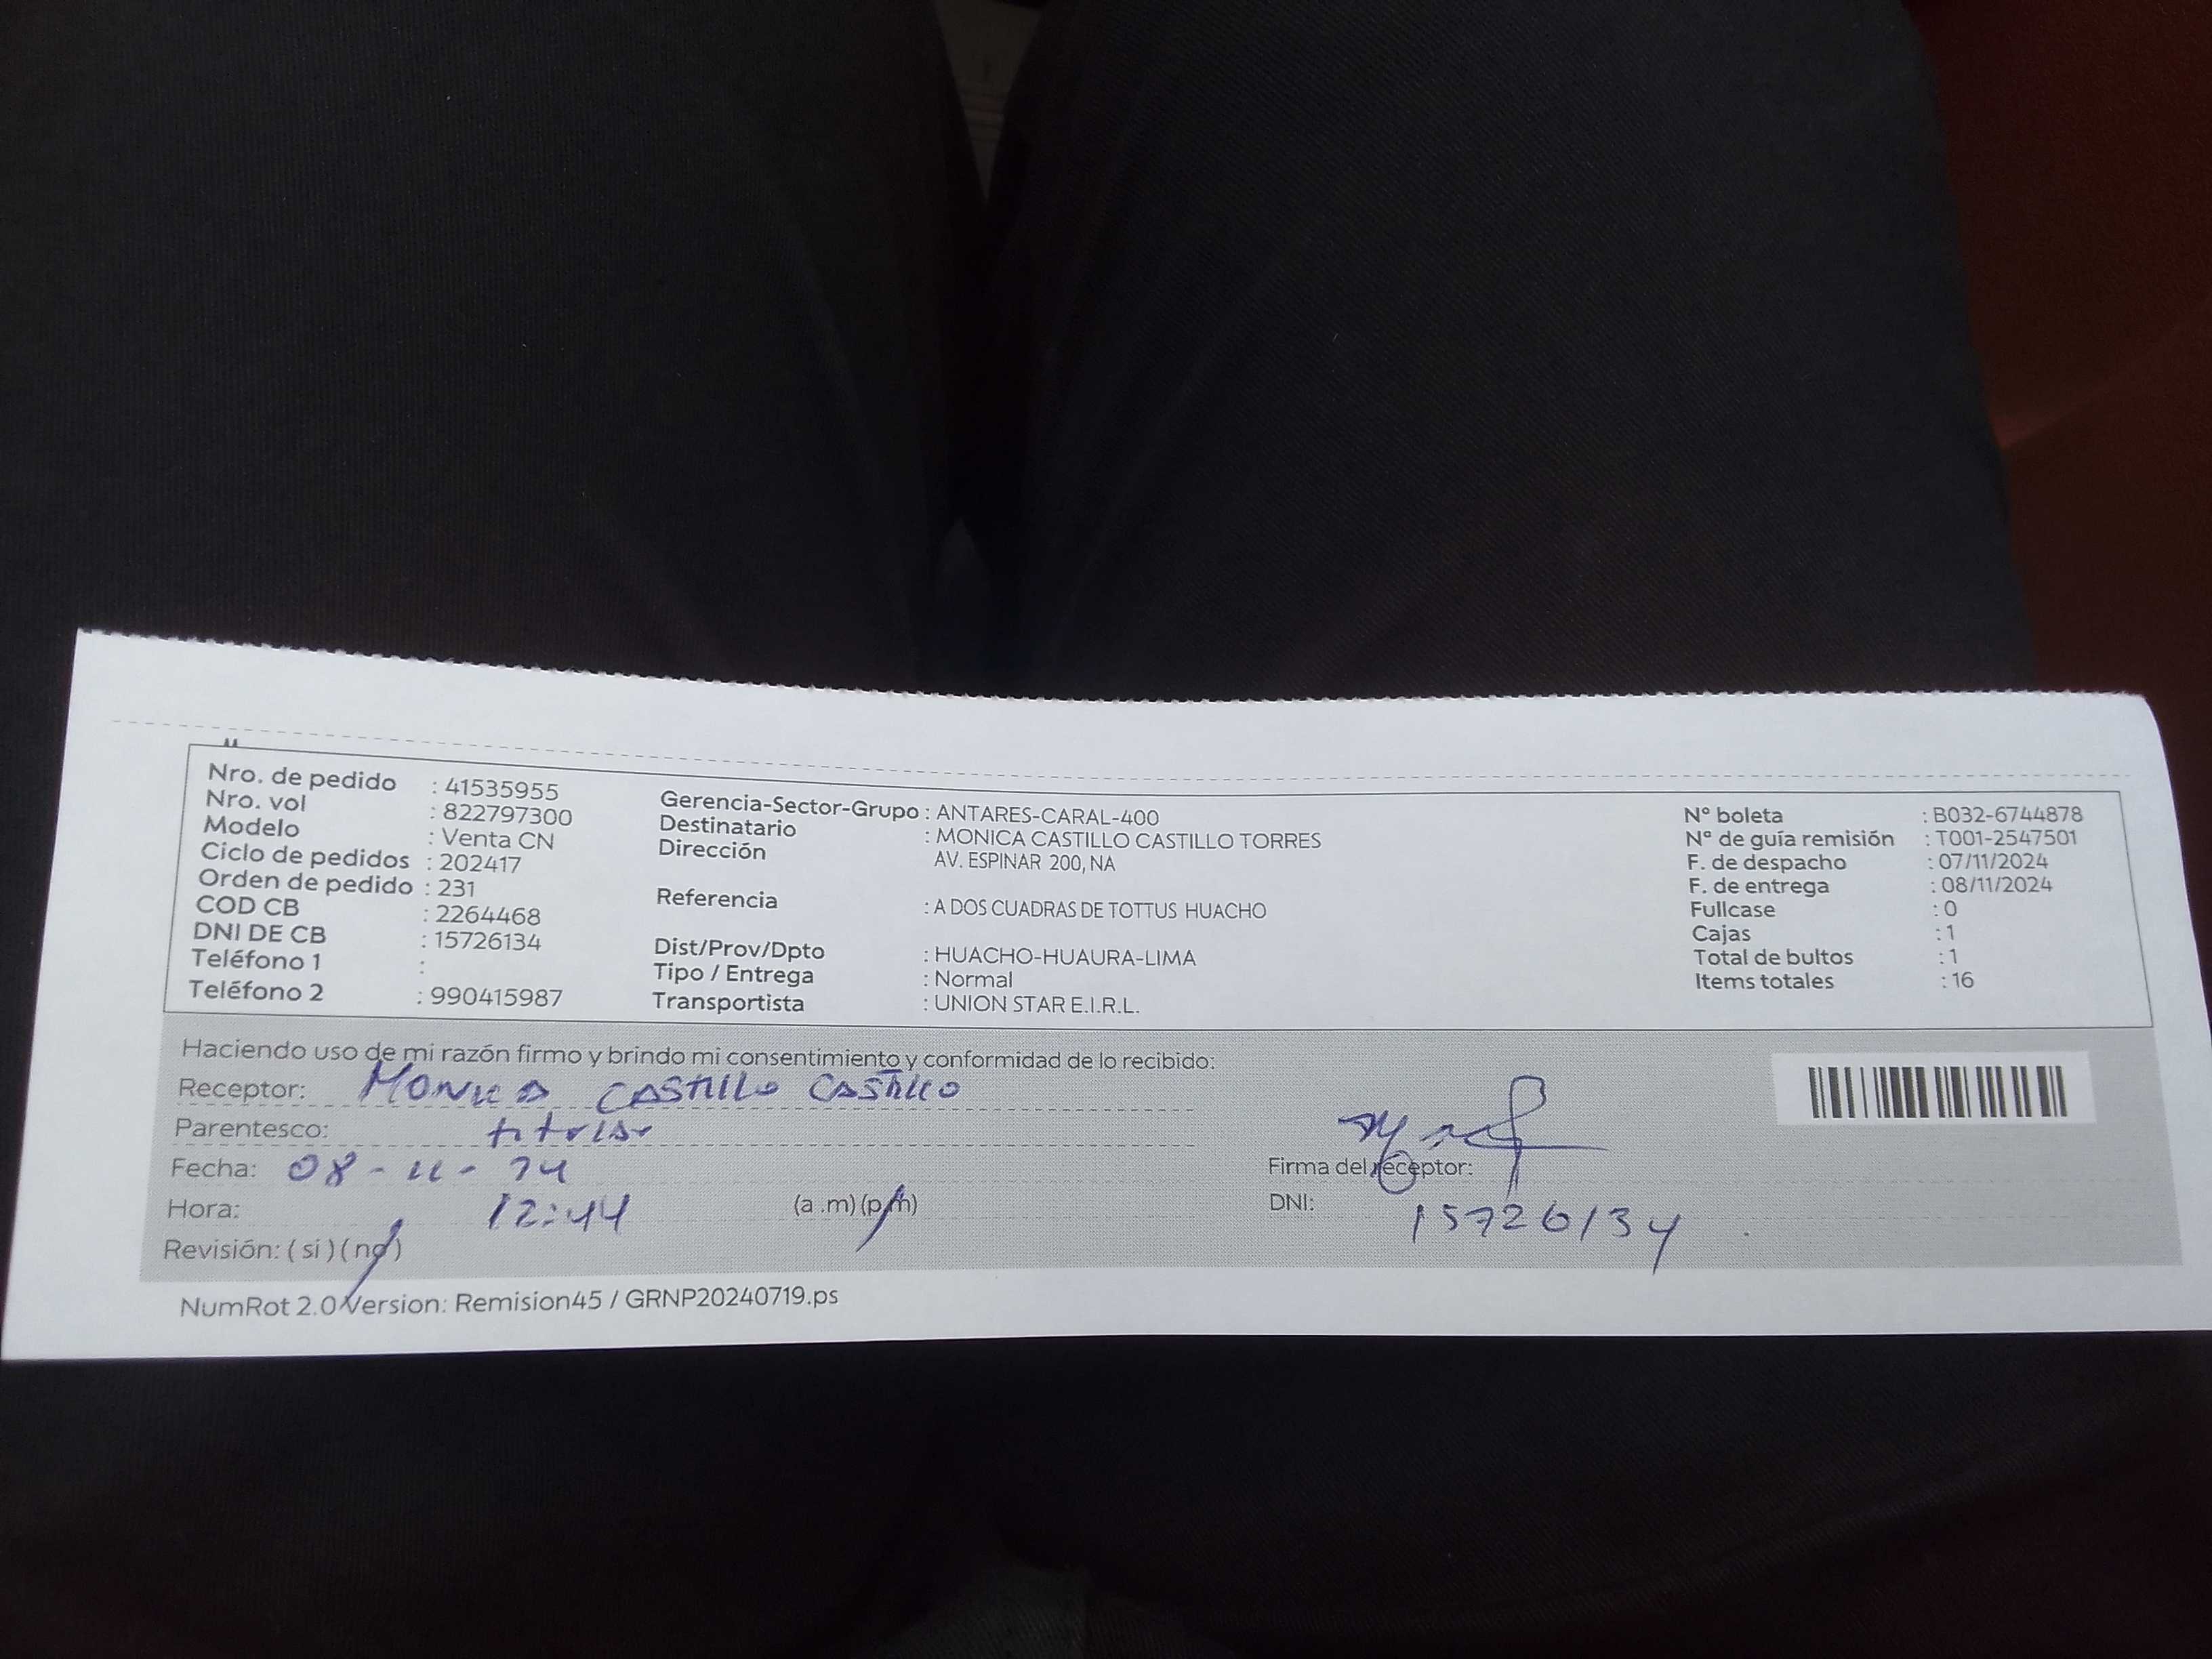 Nro. de pedido : 41535955
Nro. vol : 822797300
Modelo : Venta CN
Ciclo de pedidos : 202417
Orden de pedido : 231
COD CB : 2264468
DNI DE CB : 15726134
Teléfono 1 :
Teléfono 2 : 990415987
Gerencia-Sector-Grupo : ANTARES-CARAL-400
Destinatario : MONICA CASTILLO CASTILLO TORRES
Dirección AV. ESPINAR 200, NA
Referencia : A DOS CUADRAS DE TOTTUS HUACHO
Dist/Prov/Dpto : HUACHO-HUAURA-LIMA
Tipo / Entrega : Normal
Transportista : UNION STAR E.I.R.L.
Nº boleta : B032-6744878
Nº de guía remisión : T001-2547501
F. de despacho : 07/11/2024
F. de entrega : 08/11/2024
Fullcase : 0
Cajas : 1
Total de bultos : 1
Items totales : 16
Haciendo uso de mi razón firmo y brindo mi consentimiento y conformidad de lo recibido:
Receptor: MONICA CASTILLO CASTILLO
Parentesco: titular
Fecha: 08-11-24
Hora: 12:44 (a .m) (p.m)
Revisión: ( si ) ( no )
Firma del receptor:
DNI: 15726134
NumRot 2.0 Version: Remision45 / GRNP20240719.ps